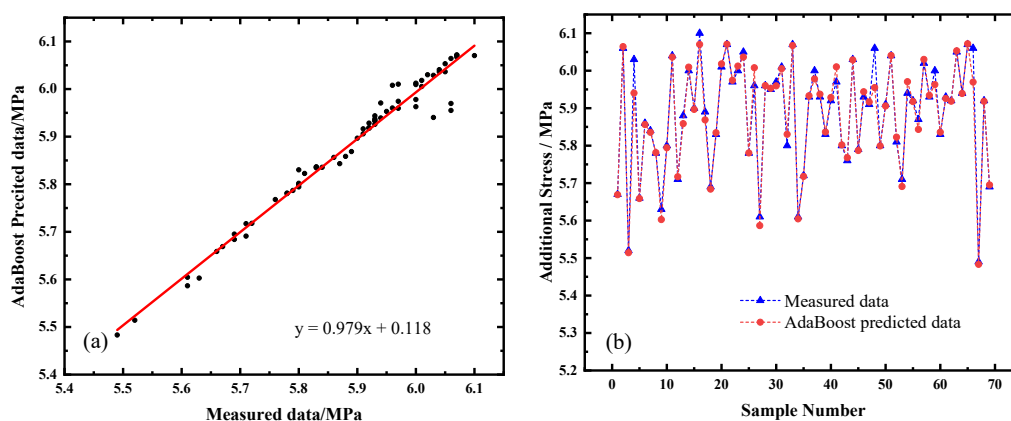 AdaBoost Precited data/MPa
6.1
6.0
5.9
5.8
5.7
5.6
5.5
5.4
(a)
y = 0.979x + 0.118
5.4 5.5 5.6 5.7 5.8 5.9 6.0 6.1
Measured data/MPa
Additional Stress / MPa
6.1
6.0
5.9
5.8
5.7
5.6
5.5
5.4
5.3
5.2
Measured data
AdaBoost predicted data
(b)
0 10 20 30 40 50 60 70
Sample Number